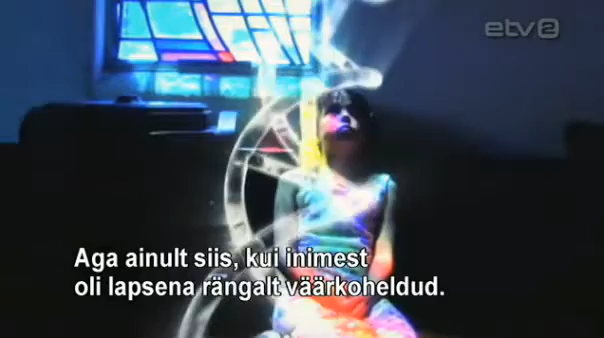 etv2
Aga ainult siis, kui inimest
oli lapsena rängalt väärkoheldud.